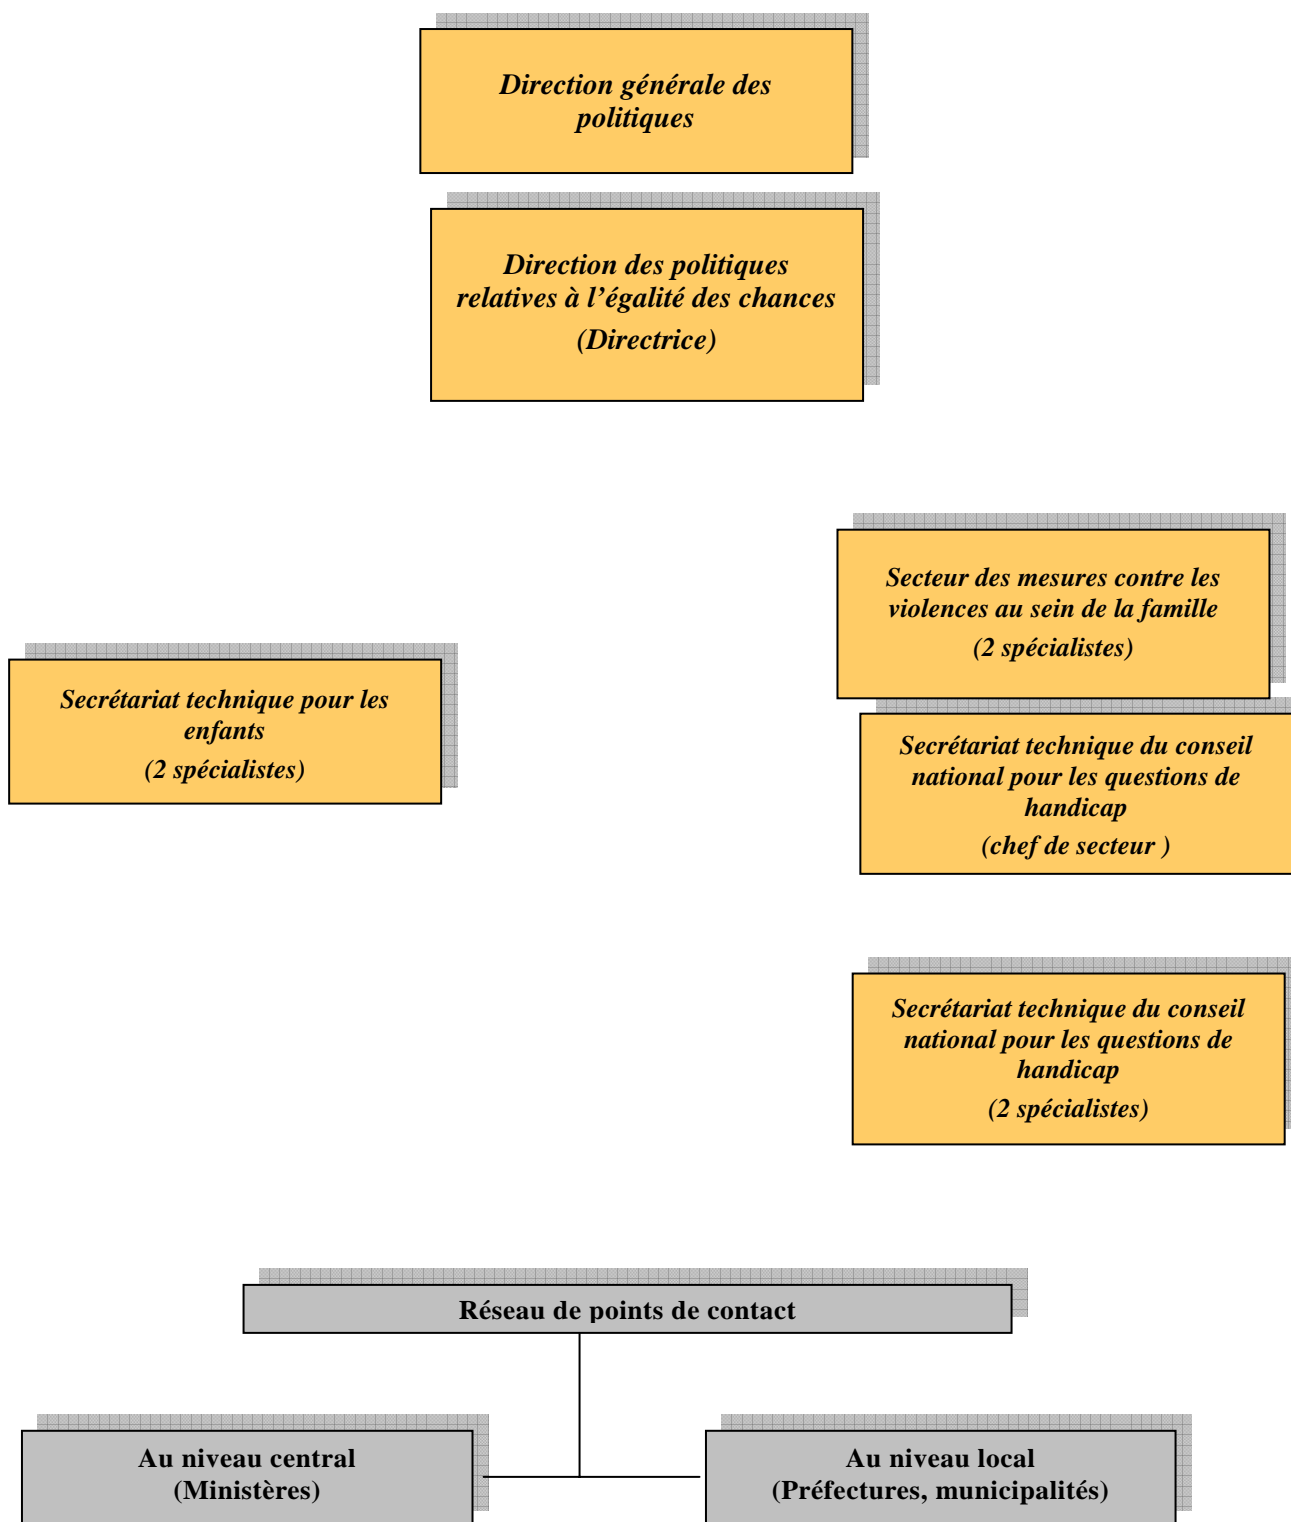 Direction générale des
politiques
Direction des politiques
relatives à l’égalité des chances
(Directrice)
Secteur des mesures contre les
violences au sein de la famille
(2 spécialistes)
Secrétariat technique pour les
enfants
(2 spécialistes)
Secrétariat technique du conseil
national pour les questions de
handicap
(chef de secteur )
Secrétariat technique du conseil
national pour les questions de
handicap
(2 spécialistes)
Réseau de points de contact
Au niveau central
(Ministères)
Au niveau local
(Préfectures, municipalités)